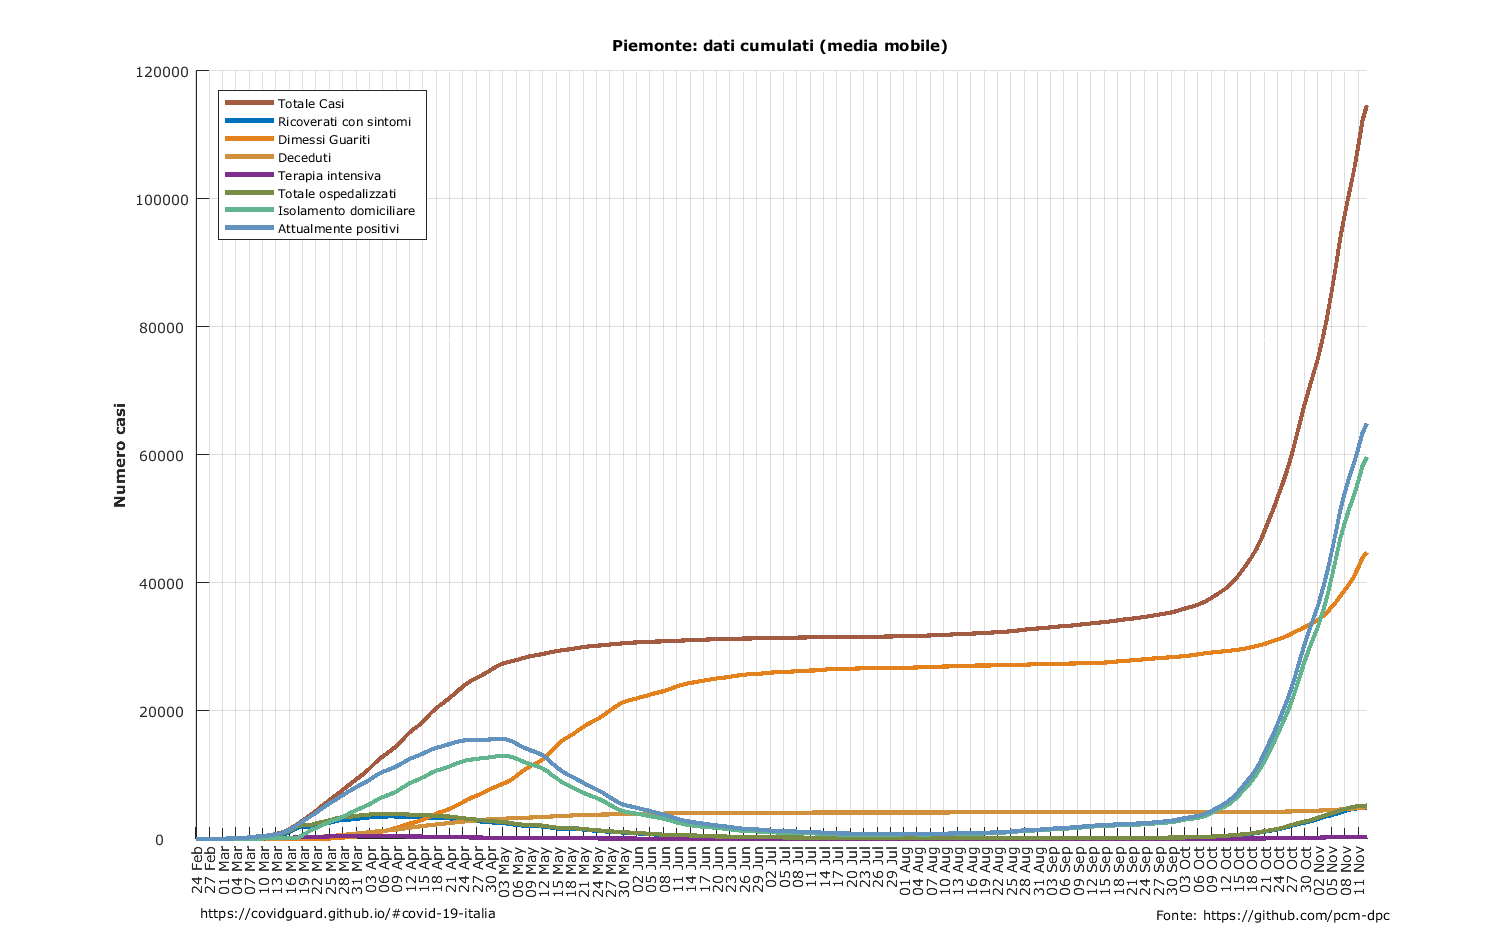 Piemonte: dati cumulati (media mobile)
120000
100000
80000
60000
40000
20000
0
Numero casi
Totale Casi
Ricoverati con sintomi
Dimessi Guariti
Deceduti
Terapia intensiva
Totale ospedalizzati
Isolamento domiciliare
Attualmente positivi
24 Feb
27 Feb
01 Mar
04 Mar
07 Mar
10 Mar
13 Mar
16 Mar
19 Mar
22 Mar
25 Mar
28 Mar
31 Mar
03 Apr
06 Apr
09 Apr
12 Apr
15 Apr
18 Apr
21 Apr
24 Apr
27 Apr
30 Apr
03 May
06 May
09 May
12 May
15 May
18 May
21 May
24 May
27 May
30 May
02 Jun
05 Jun
08 Jun
11 Jun
14 Jun
17 Jun
20 Jun
23 Jun
26 Jun
29 Jun
02 Jul
05 Jul
08 Jul
11 Jul
14 Jul
17 Jul
20 Jul
23 Jul
26 Jul
29 Jul
01 Aug
04 Aug
07 Aug
10 Aug
13 Aug
16 Aug
19 Aug
22 Aug
25 Aug
28 Aug
31 Aug
03 Sep
06 Sep
09 Sep
12 Sep
15 Sep
18 Sep
21 Sep
24 Sep
27 Sep
30 Sep
03 Oct
06 Oct
09 Oct
12 Oct
15 Oct
18 Oct
21 Oct
24 Oct
27 Oct
30 Oct
02 Nov
05 Nov
08 Nov
11 Nov
https://covidguard.github.io/#covid-19-italia
Fonte: https://github.com/pcm-dpc